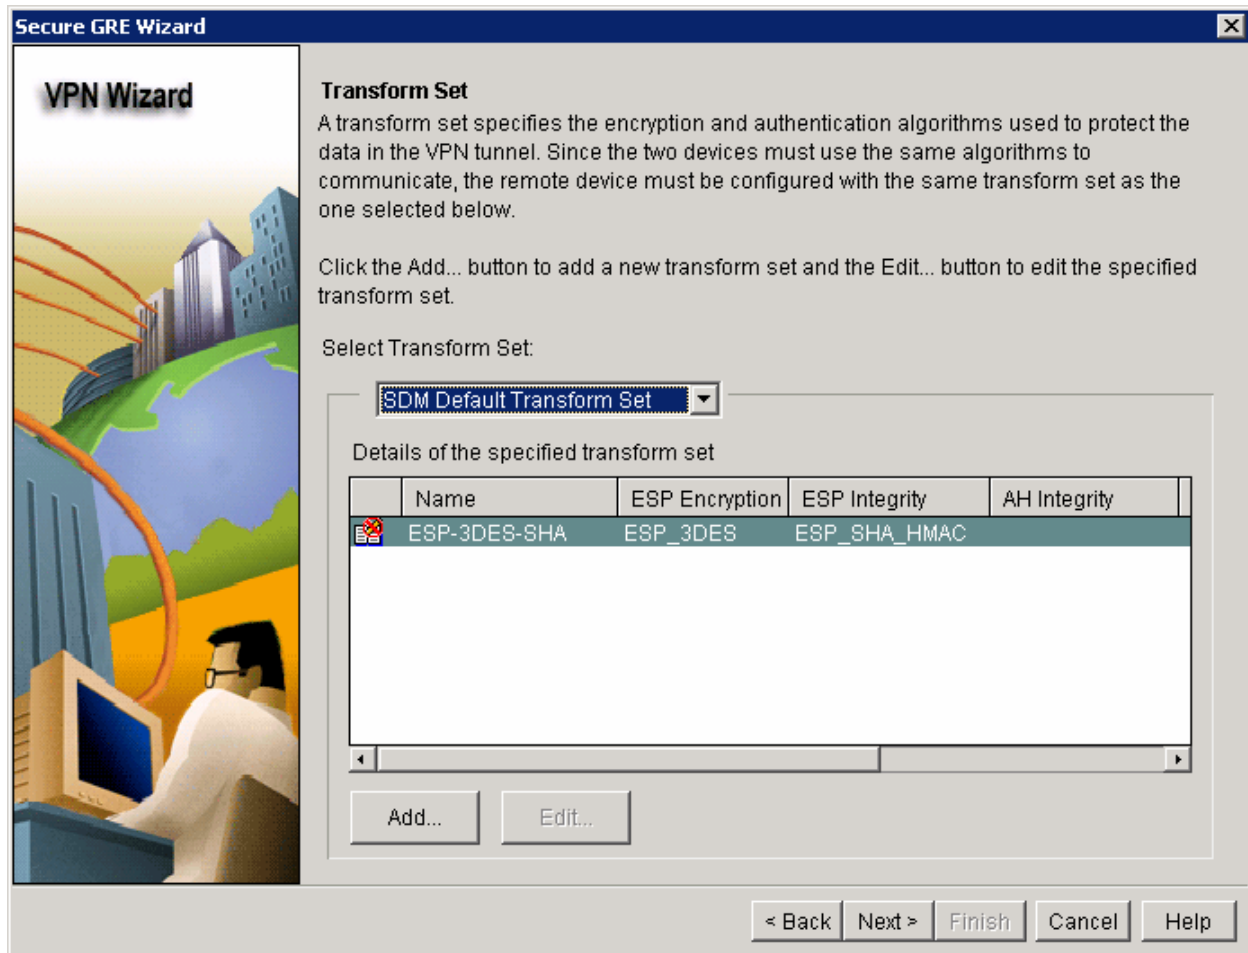 Secure GRE Wizard
VPN Wizard
Transform Set
A transform set specifies the encryption and authentication algorithms used to protect the
data in the VPN tunnel. Since the two devices must use the same algorithms to
communicate, the remote device must be configured with the same transform set as the
one selected below.
Click the Add... button to add a new transform set and the Edit... button to edit the specified
transform set.
Select Transform Set:
SDM Default Transform Set
Details of the specified transform set
Name ESP Encryption ESP Integrity AH Integrity
ESP-3DES-SHA ESP_3DES ESP_SHA_HMAC
Add... Edit...
< Back Next > Finish Cancel Help